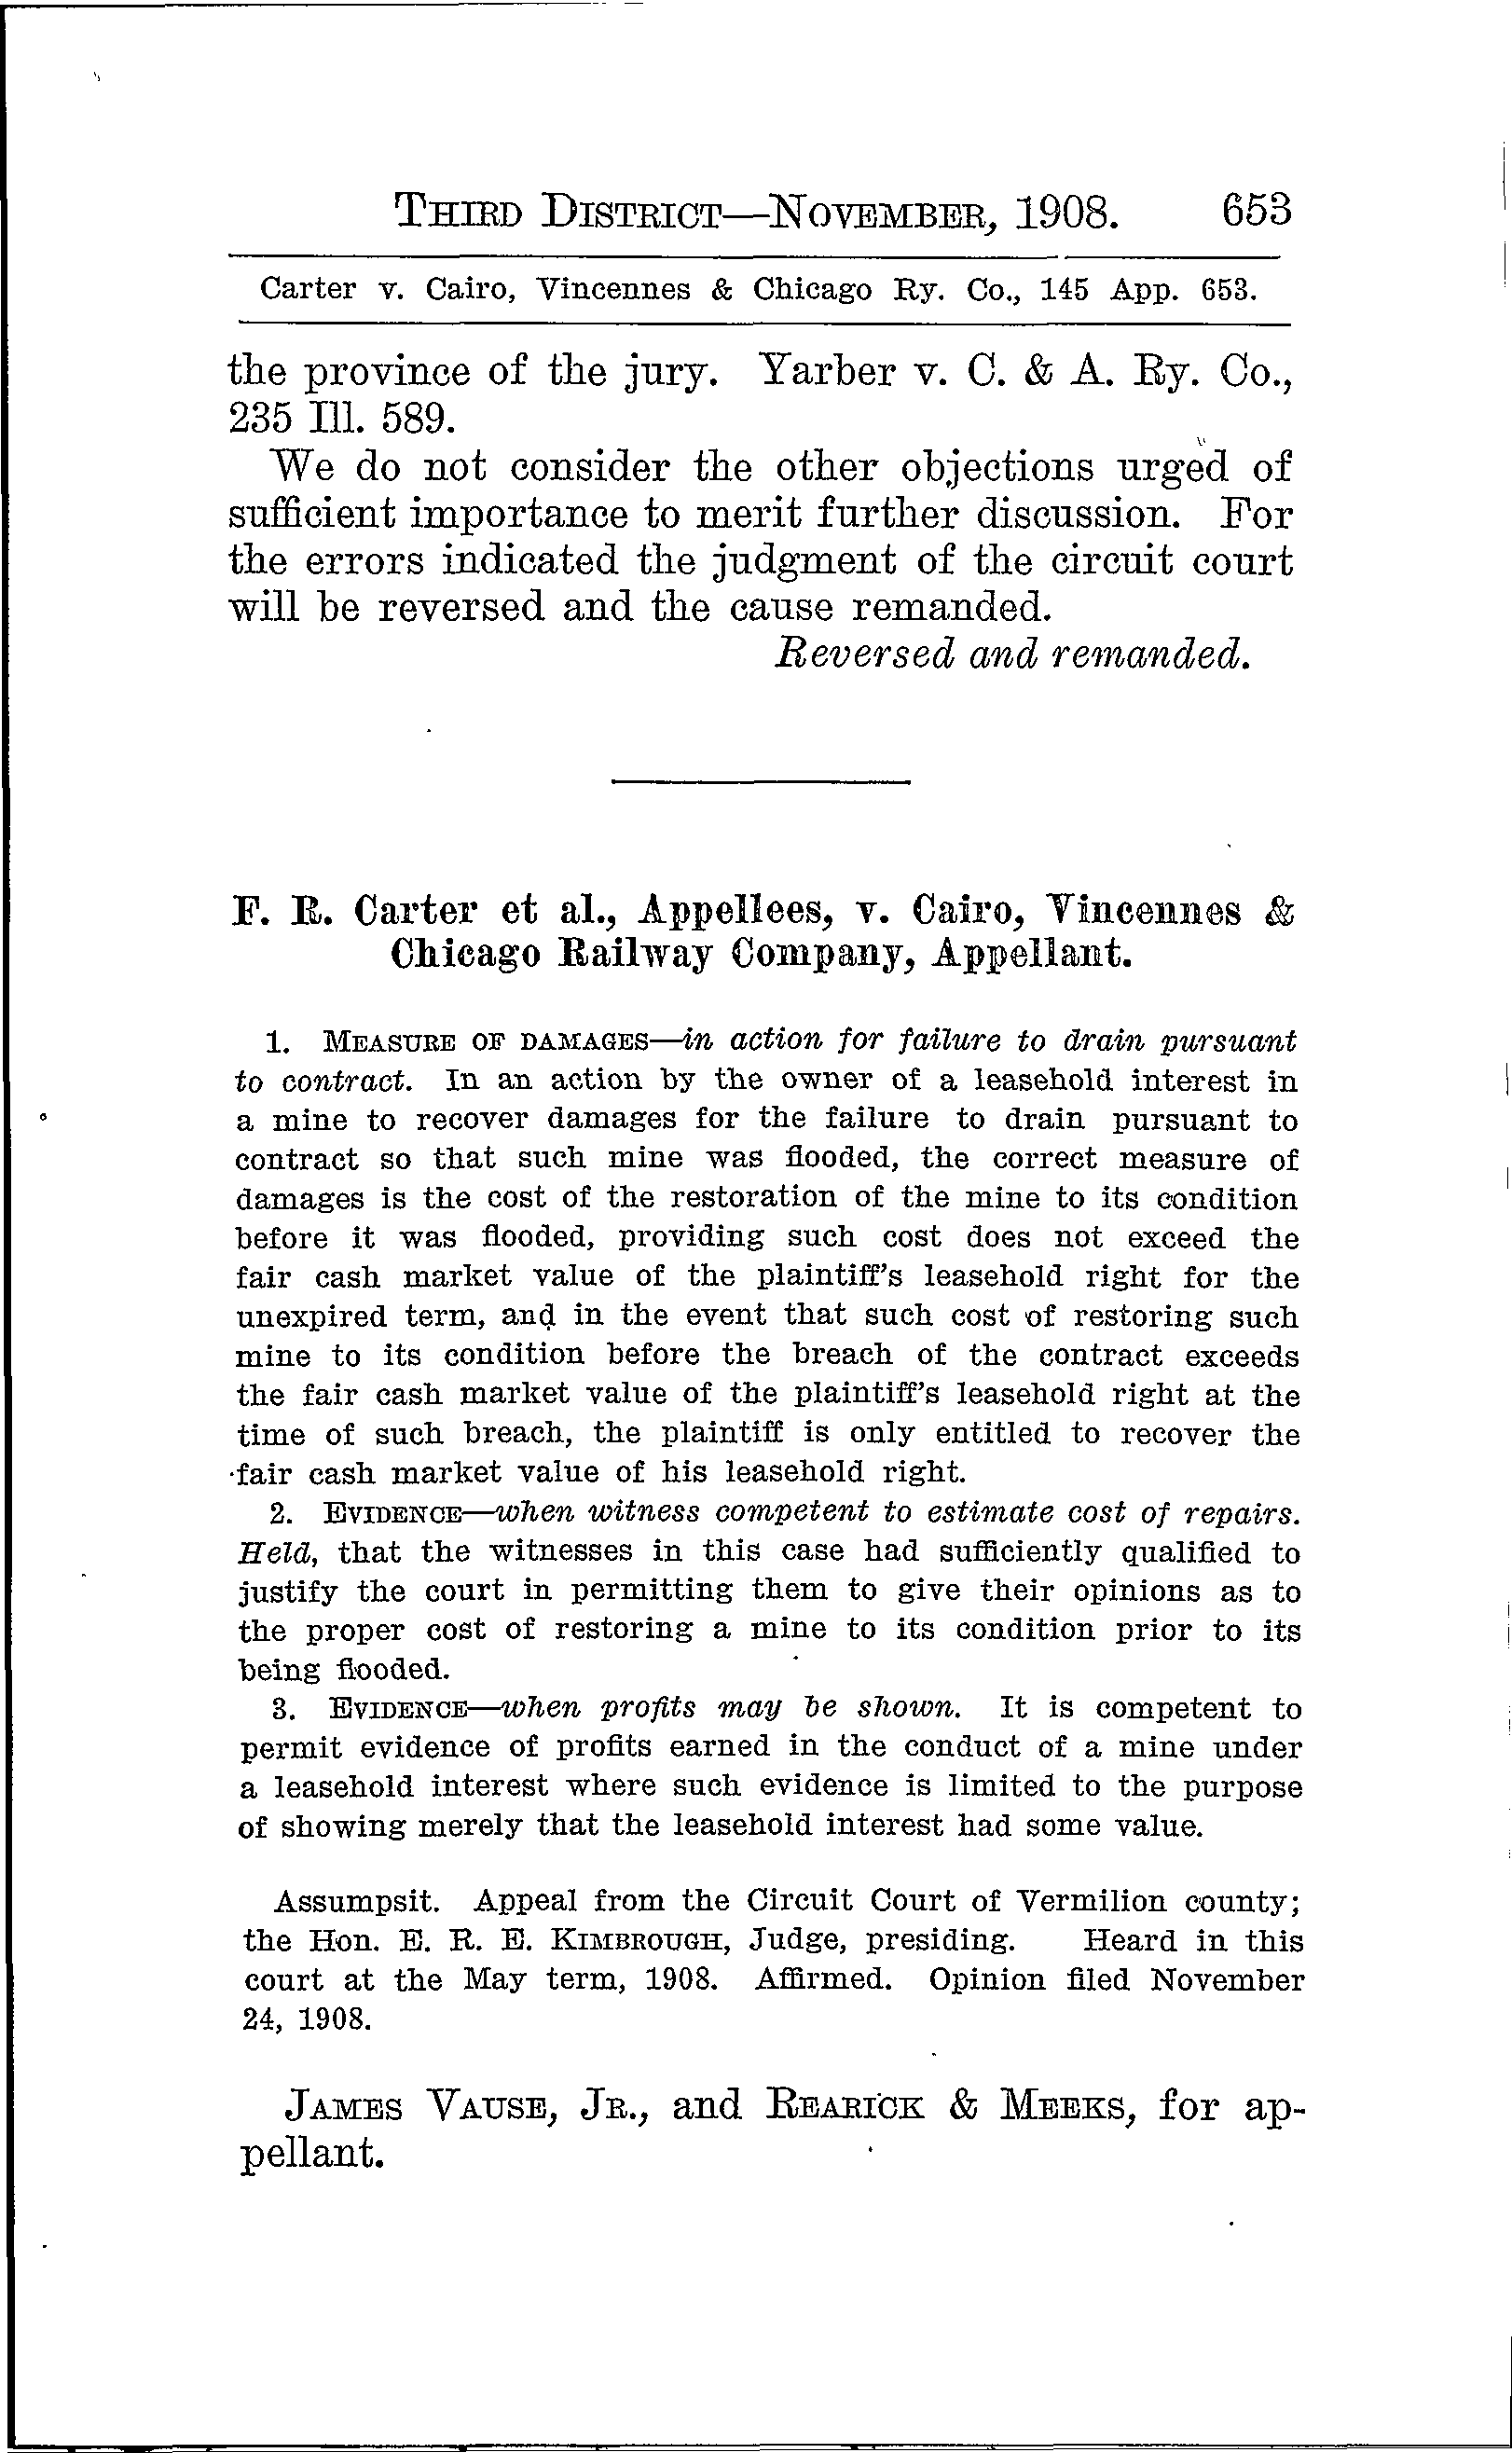 THIRD DISTRICT—NOVEMBER, 1908. 653
Carter v. Cairo, Vincennes & Chicago Ry. Co., 145 App. 653.
the province of the jury. Yarber v. C. & A. Ry. Co.,
235 Ill. 589.
We do not consider the other objections urged of
sufficient importance to merit further discussion. For
the errors indicated the judgment of the circuit court
will be reversed and the cause remanded.
Reversed and remanded.
F. R. Carter et al., Appellees, v. Cairo, Vincennes &
Chicago Railway Company, Appellant.
1. MEASURE OF DAMAGES—in action for failure to drain pursuant
to contract. In an action by the owner of a leasehold interest in
a mine to recover damages for the failure to drain pursuant to
contract so that such mine was flooded, the correct measure of
damages is the cost of the restoration of the mine to its condition
before it was flooded, providing such cost does not exceed the
fair cash market value of the plaintiff's leasehold right for the
unexpired term, and in the event that such cost of restoring such
mine to its condition before the breach of the contract exceeds
the fair cash market value of the plaintiff's leasehold right at the
time of such breach, the plaintiff is only entitled to recover the
fair cash market value of his leasehold right.
2. EVIDENCE—when witness competent to estimate cost of repairs.
Held, that the witnesses in this case had sufficiently qualified to
justify the court in permitting them to give their opinions as to
the proper cost of restoring a mine to its condition prior to its
being flooded.
3. EVIDENCE—when profits may be shown. It is competent to
permit evidence of profits earned in the conduct of a mine under
a leasehold interest where such evidence is limited to the purpose
of showing merely that the leasehold interest had some value.
Assumpsit. Appeal from the Circuit Court of Vermilion county;
the Hon. E. R. E. KIMBROUGH, Judge, presiding. Heard in this
court at the May term, 1908. Affirmed. Opinion filed November
24, 1908.
JAMES VAUSE, JR., and REARICK & MEEKS, for ap-
pellant.